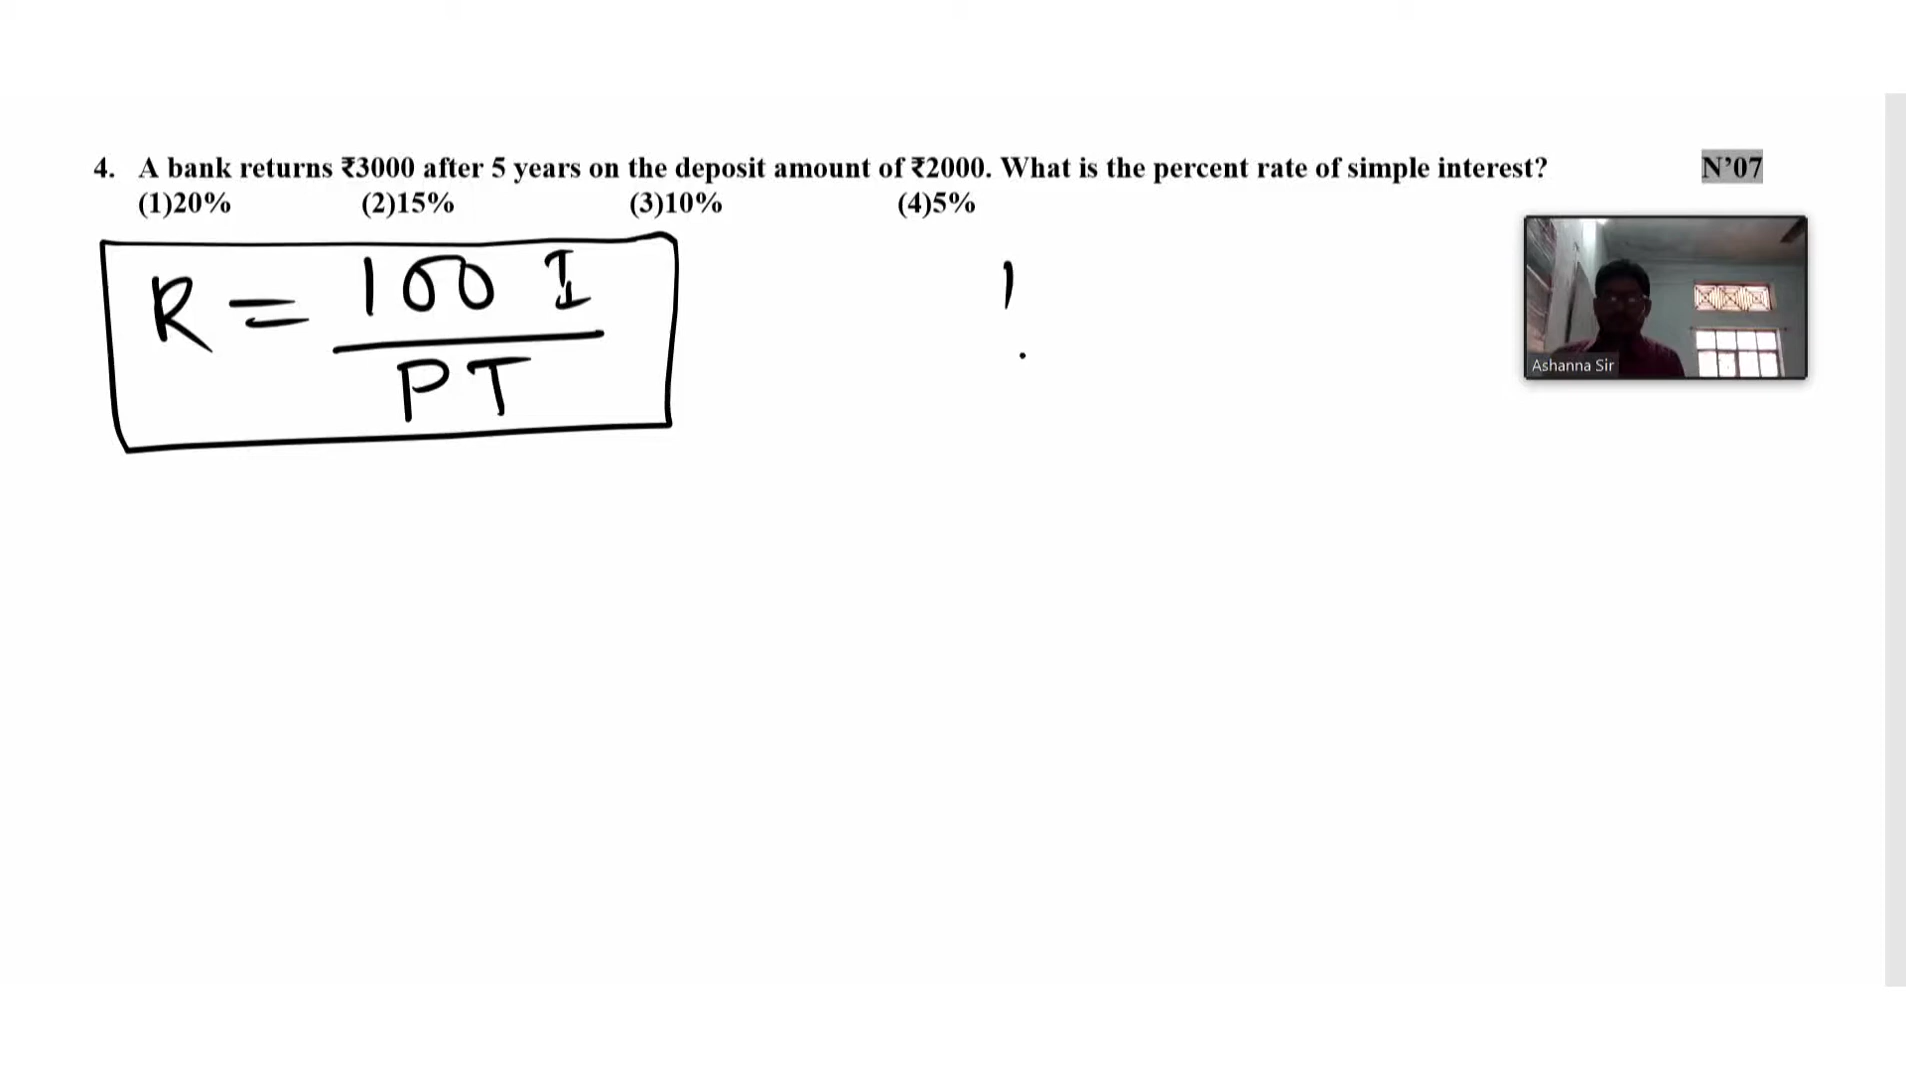 4. A bank returns ₹3000 after 5 years on the deposit amount of ₹2000. What is the percent rate of simple interest? N’07
(1)20% (2)15% (3)10% (4)5%
R = 100 I
PT
Ashanna Sir